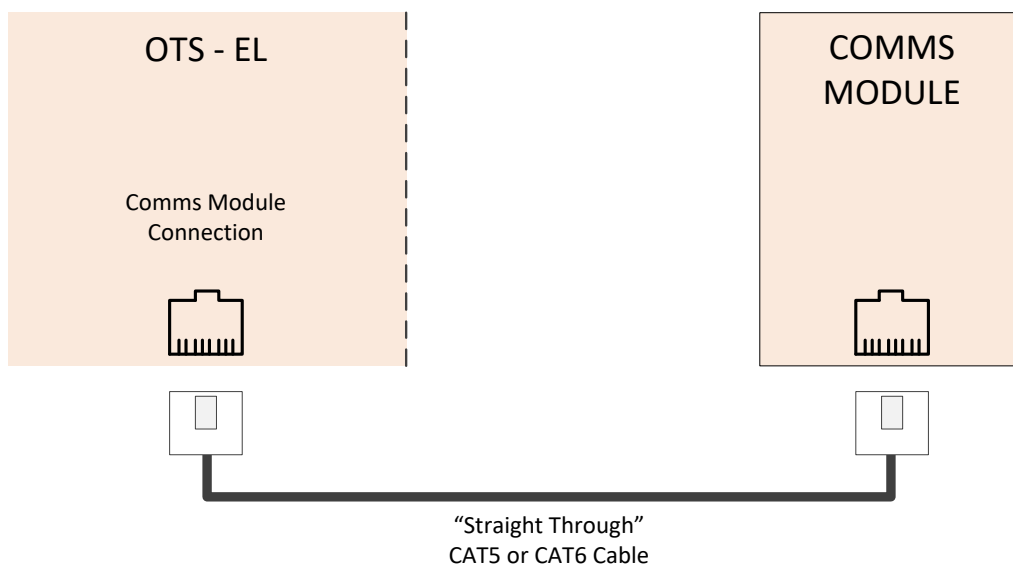 OTS - EL
COMMS
MODULE
Comms Module
Connection
“Straight Through”
CAT5 or CAT6 Cable